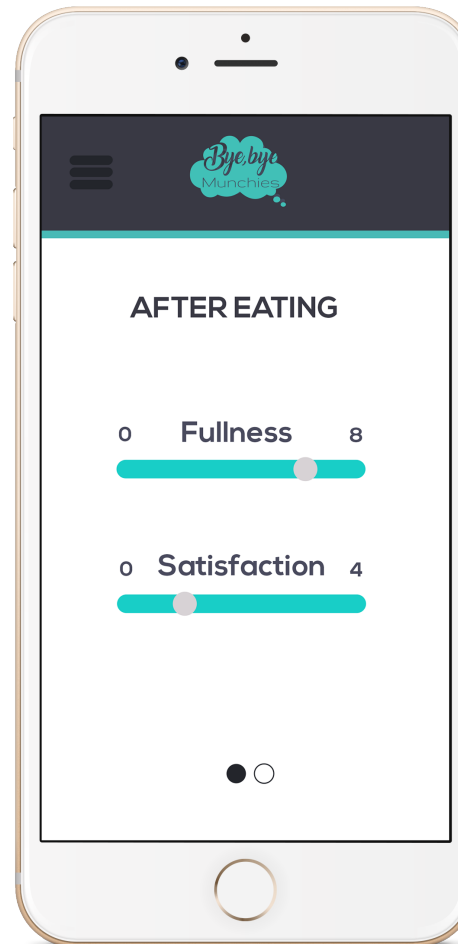 Bye, bye
Munchies
AFTER EATING
0 Fullness 8
0 Satisfaction 4